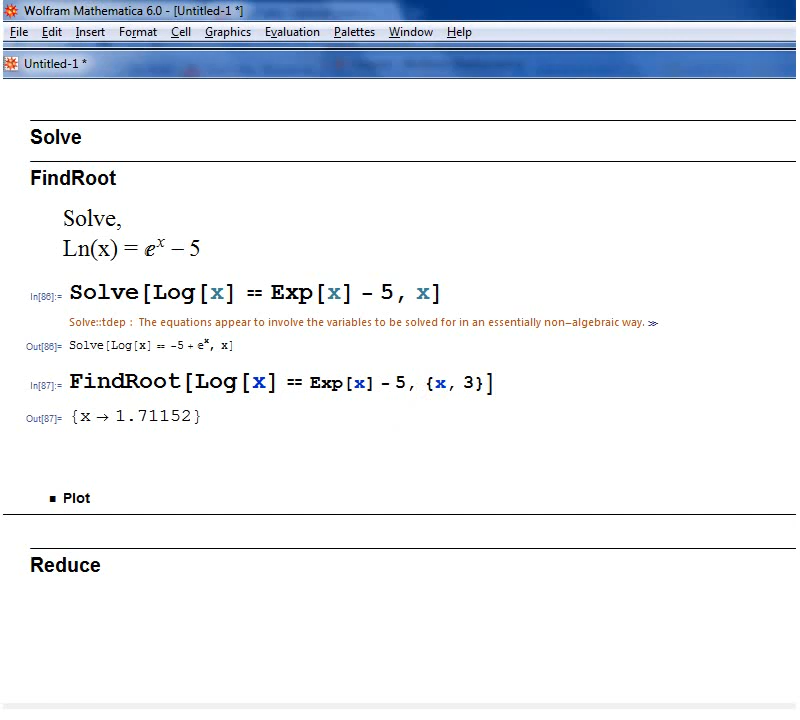 Wolfram Mathematica 6.0 - [Untitled-1 *]
File Edit Insert Format Cell Graphics Evaluation Palettes Window Help
Untitled-1 *
Solve
FindRoot
Solve,
Ln(x) = eˣ – 5
In[86]:= Solve[Log[x] == Exp[x] - 5, x]
Solve::tdep : The equations appear to involve the variables to be solved for in an essentially non–algebraic way. ≫
Out[86]= Solve[Log[x] == -5 + eˣ, x]
In[87]:= FindRoot[Log[x] == Exp[x] - 5, {x, 3}]
Out[87]= {x → 1.71152}
▪ Plot
Reduce